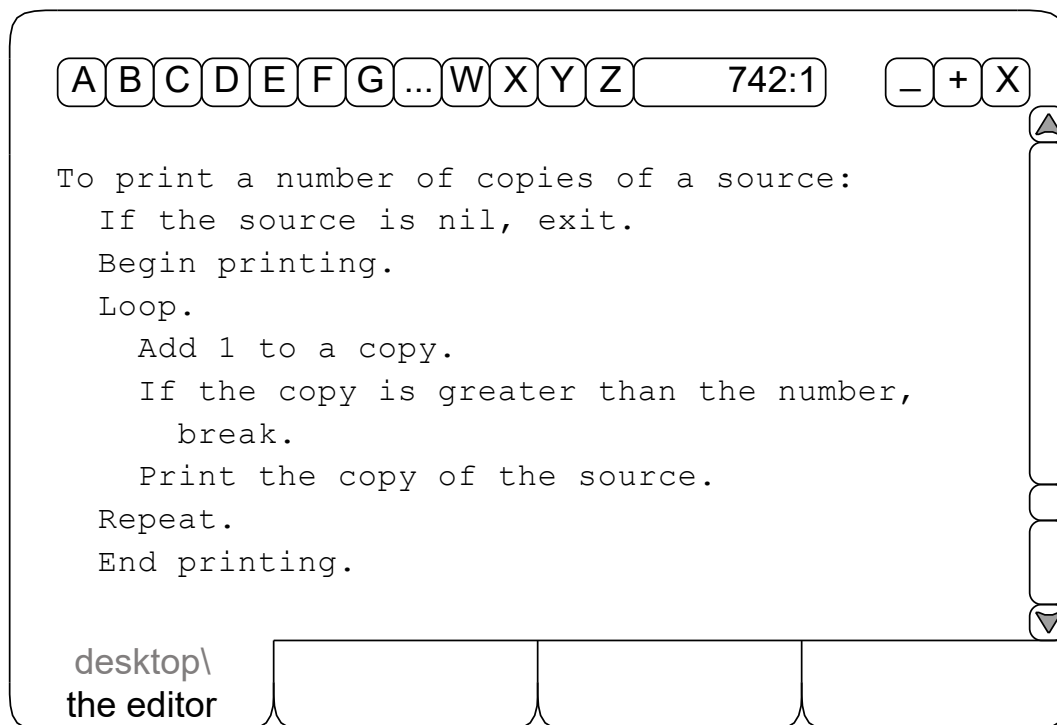 A B C D E F G ... W X Y Z 742:1 _ + X
To print a number of copies of a source:
If the source is nil, exit.
Begin printing.
Loop.
Add 1 to a copy.
If the copy is greater than the number,
break.
Print the copy of the source.
Repeat.
End printing.
desktop\
the editor